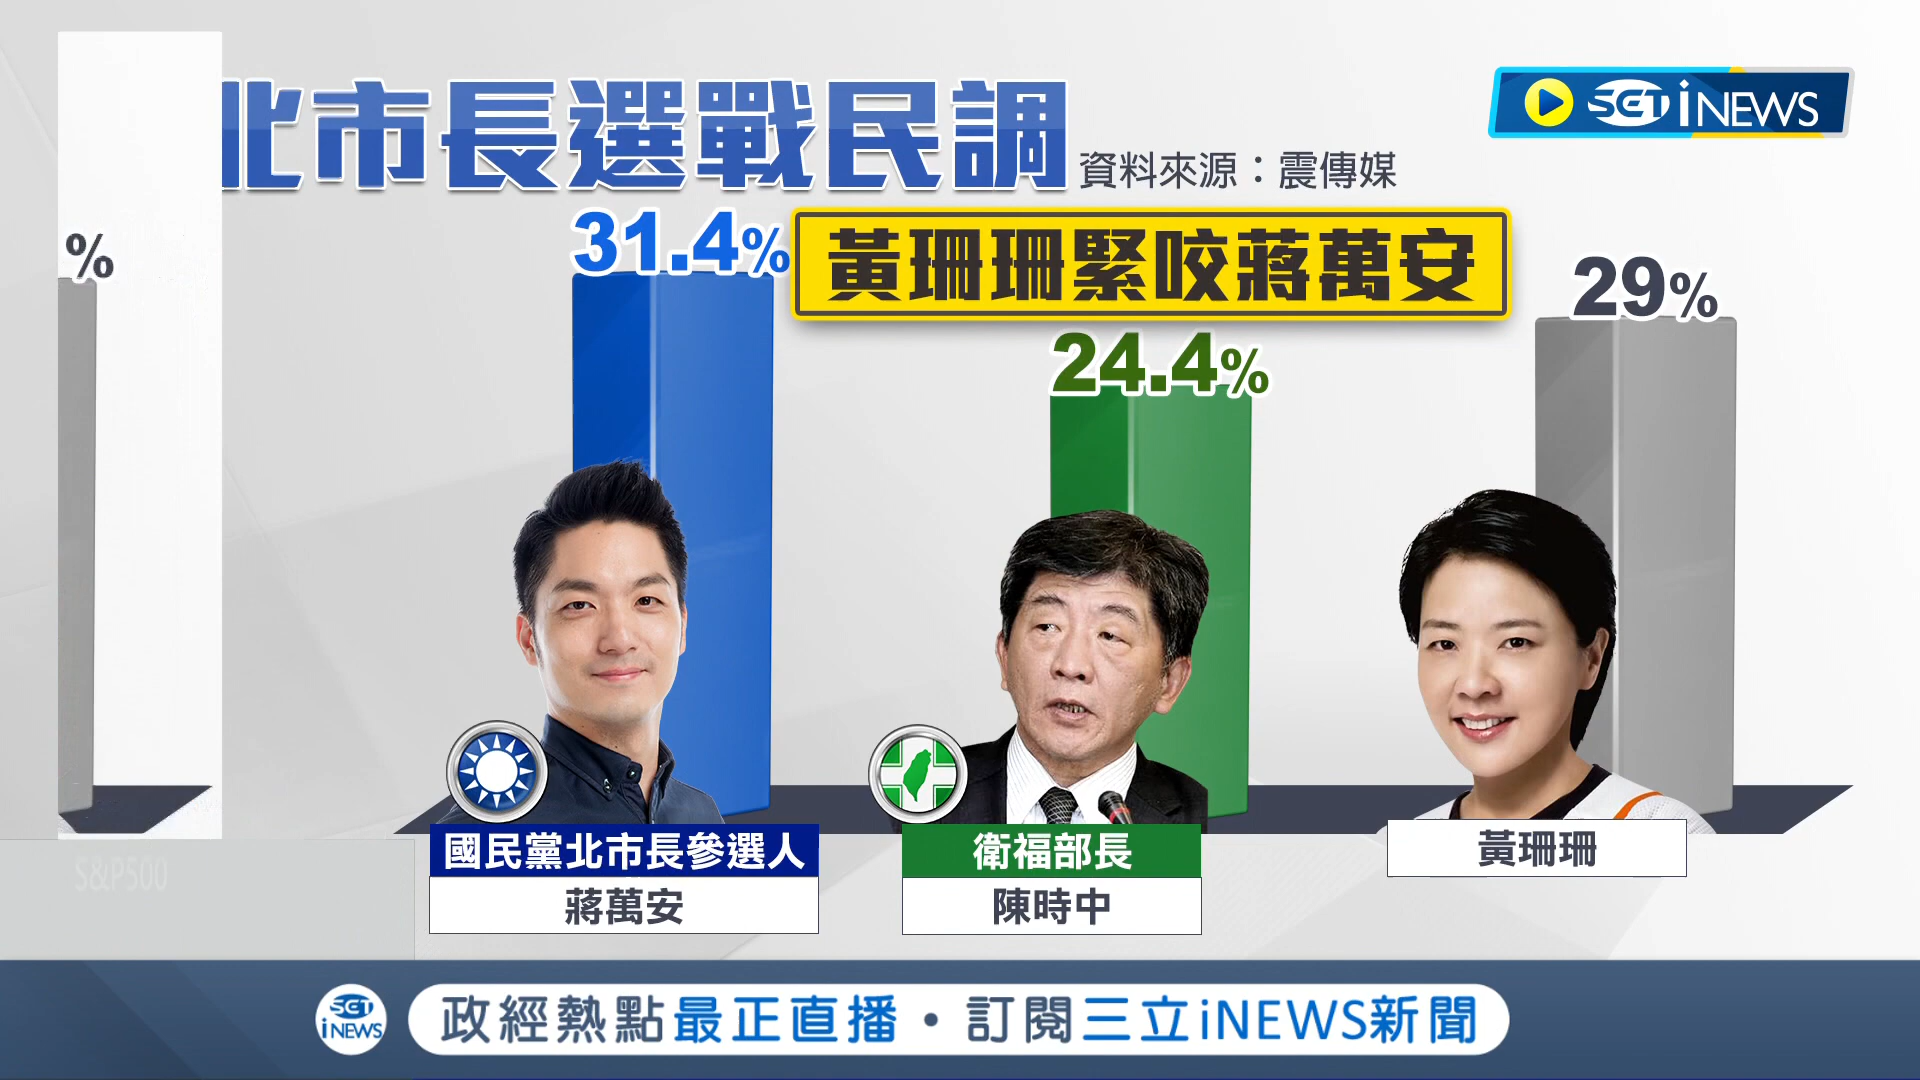 北市長選戰民調
資料來源：震傳媒
SET iNEWS
%
31.4%
黃珊珊緊咬蔣萬安
24.4%
29%
國民黨北市長參選人
蔣萬安
衛福部長
陳時中
黃珊珊
S&P500
SET iNEWS
政經熱點最正直播・訂閱三立iNEWS新聞